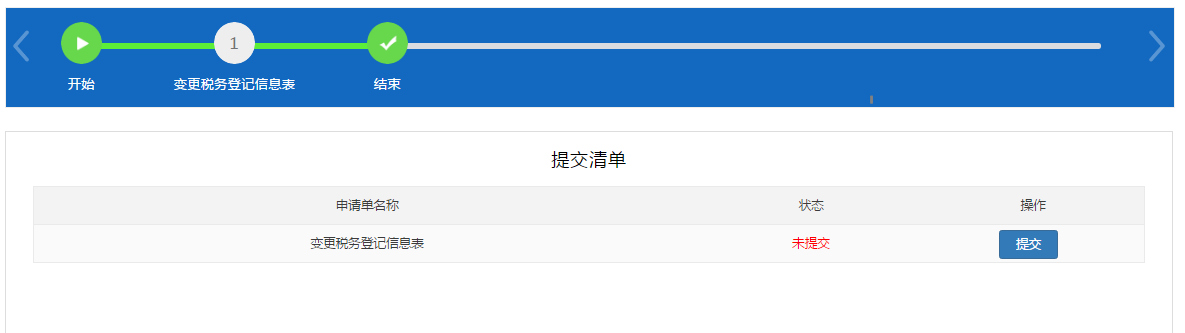 1
开始
变更税务登记信息表
结束
提交清单
申请单名称 状态 操作
变更税务登记信息表 未提交 提交